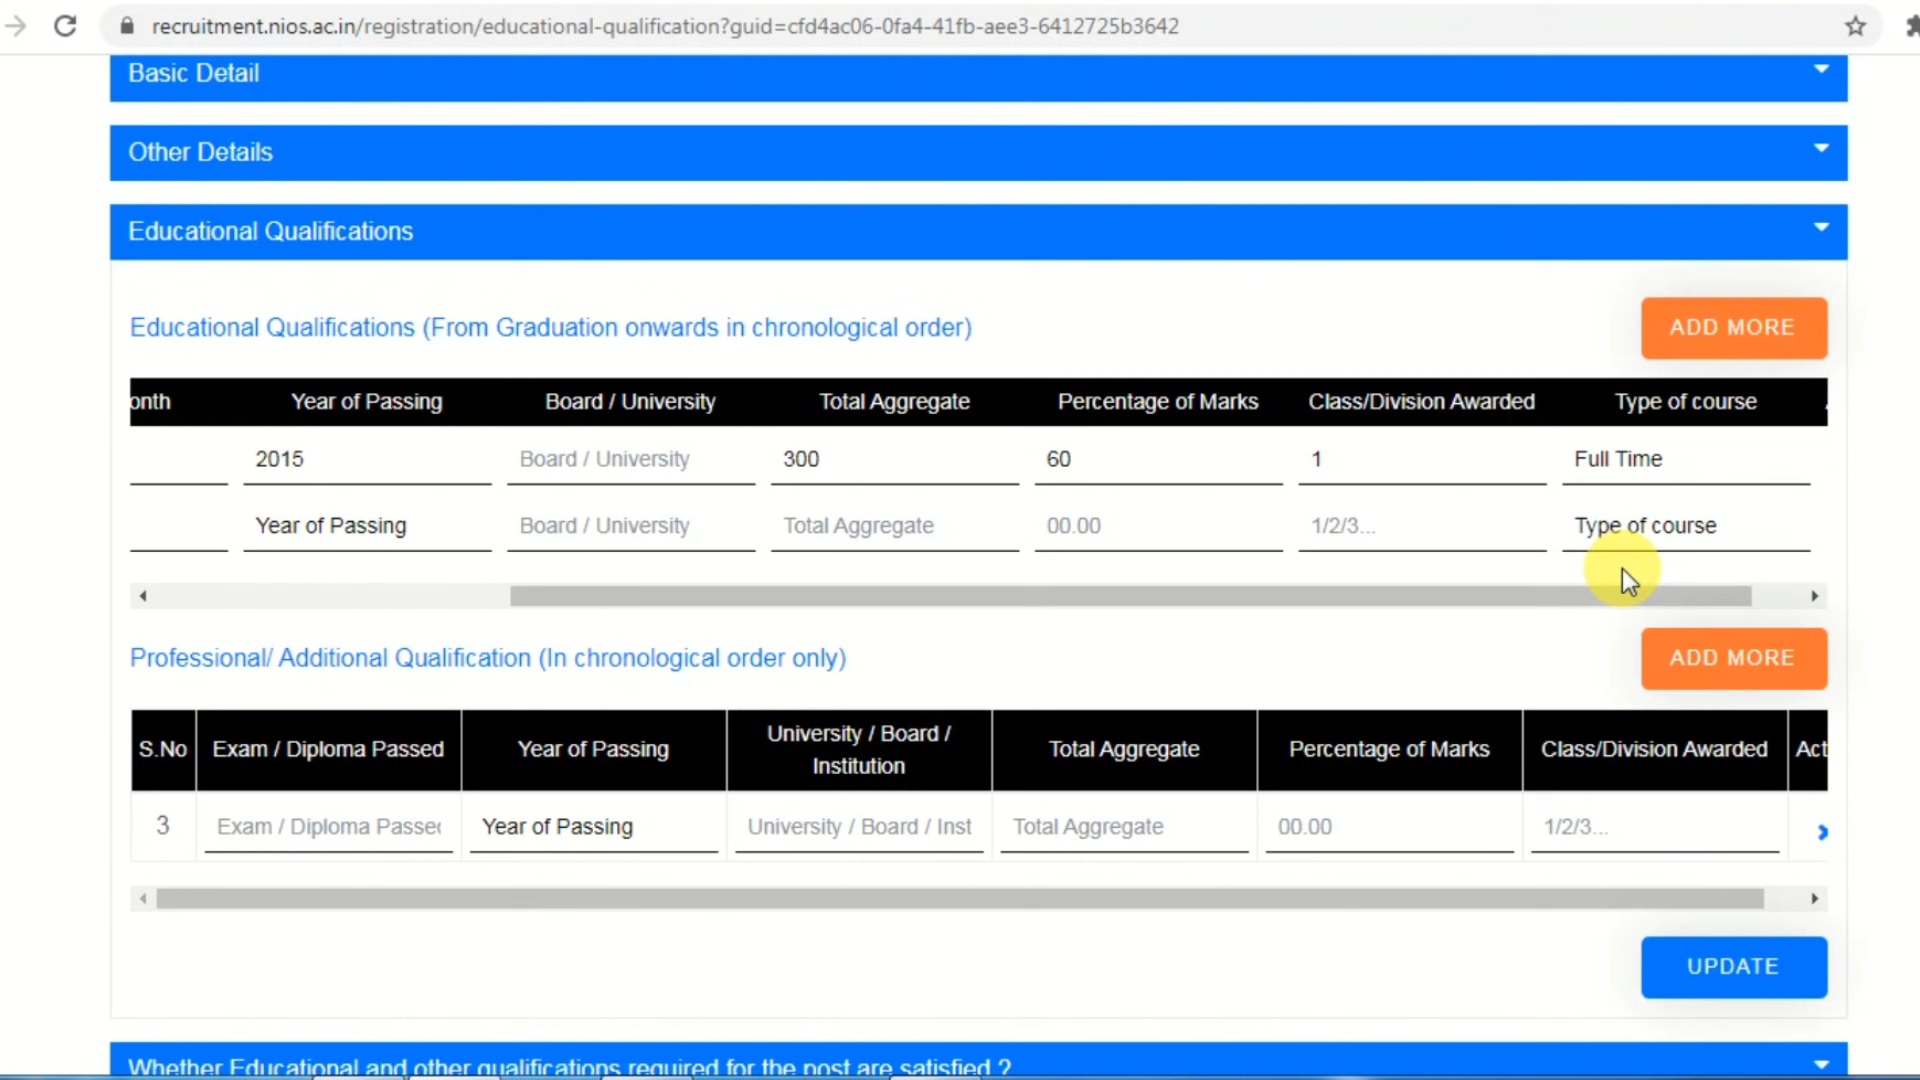 recruitment.nios.ac.in/registration/educational-qualification?guid=cfd4ac06-0fa4-41fb-aee3-6412725b3642
Basic Detail
Other Details
Educational Qualifications
Educational Qualifications (From Graduation onwards in chronological order)
ADD MORE
onth Year of Passing Board / University Total Aggregate Percentage of Marks Class/Division Awarded Type of course
2015 Board / University 300 60 1 Full Time
Year of Passing Board / University Total Aggregate 00.00 1/2/3... Type of course
Professional/ Additional Qualification (In chronological order only)
ADD MORE
S.No Exam / Diploma Passed Year of Passing University / Board / Institution Total Aggregate Percentage of Marks Class/Division Awarded Act
3 Exam / Diploma Passed Year of Passing University / Board / Inst Total Aggregate 00.00 1/2/3...
UPDATE
Whether Educational and other qualifications required for the post are satisfied ?